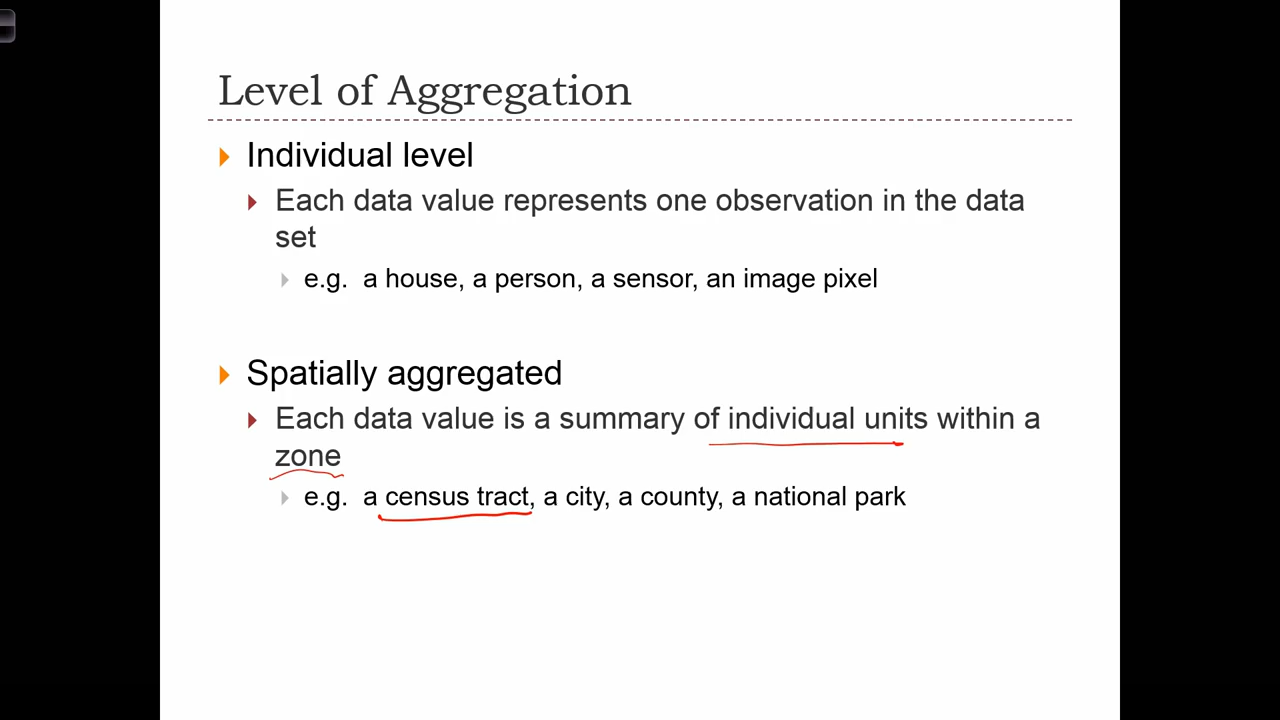 Level of Aggregation
Individual level
Each data value represents one observation in the data
set
e.g. a house, a person, a sensor, an image pixel
Spatially aggregated
Each data value is a summary of individual units within a
zone
e.g. a census tract, a city, a county, a national park